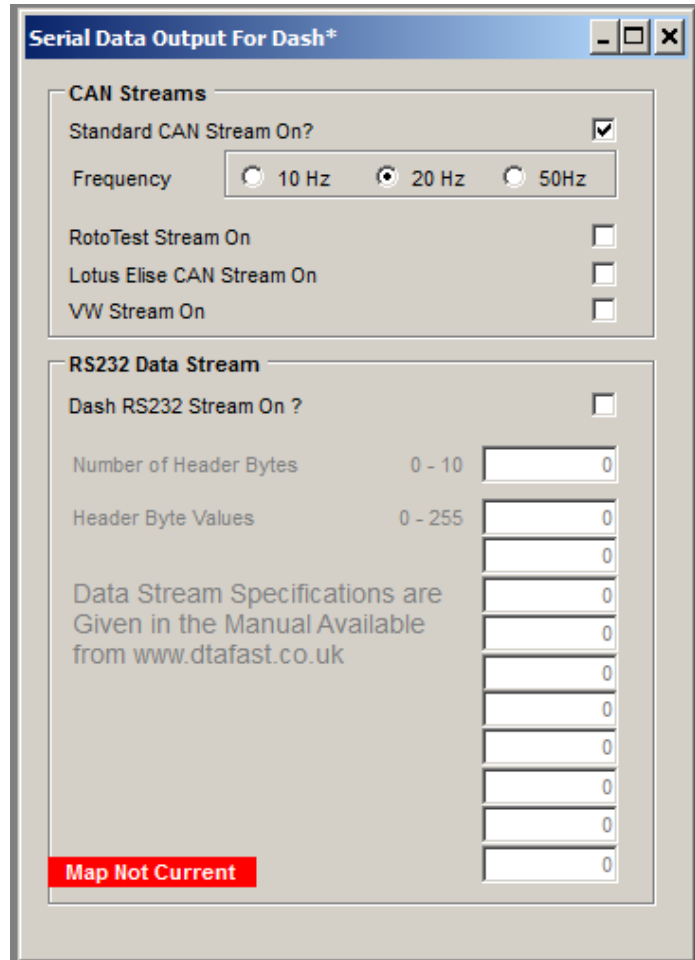 Serial Data Output For Dash*
CAN Streams
Standard CAN Stream On?
Frequency 10 Hz 20 Hz 50Hz
RotoTest Stream On
Lotus Elise CAN Stream On
VW Stream On
RS232 Data Stream
Dash RS232 Stream On ?
Number of Header Bytes 0 - 10 0
Header Byte Values 0 - 255 0
0
Data Stream Specifications are
Given in the Manual Available
from www.dtafast.co.uk
0
0
0
0
0
0
0
0
Map Not Current